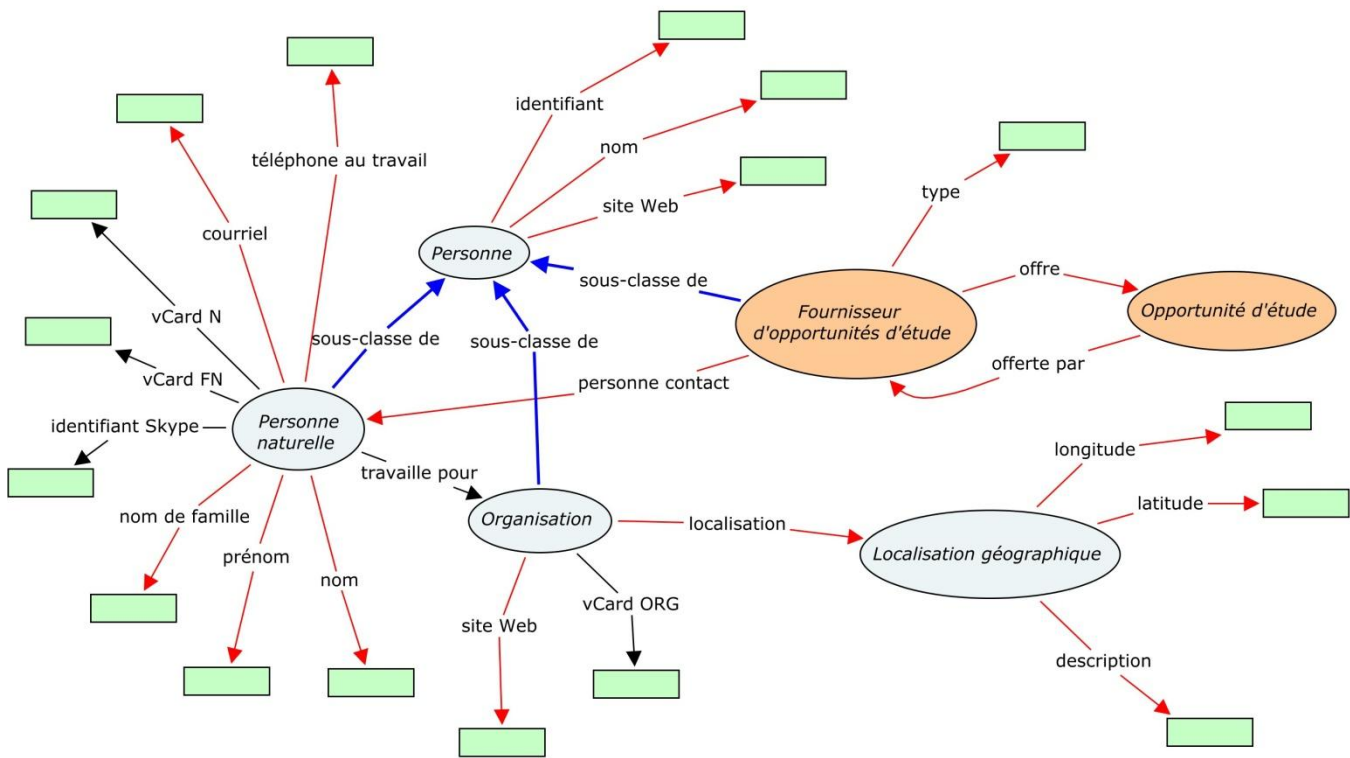 identifiant
nom
téléphone au travail
type
site Web
courriel
Personne
sous-classe de
offre
Fournisseur
d'opportunités d'étude
Opportunité d'étude
vCard N
sous-classe de
sous-classe de
offerte par
vCard FN
personne contact
identifiant Skype
Personne
naturelle
longitude
travaille pour
latitude
nom de famille
Organisation
localisation
Localisation géographique
prénom
nom
vCard ORG
site Web
description